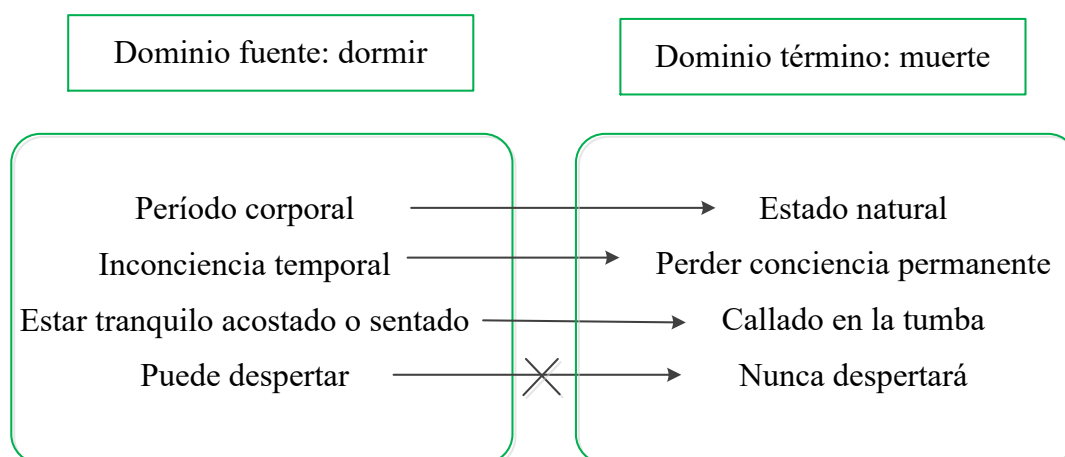 Dominio fuente: dormir
Dominio término: muerte
Período corporal
Estado natural
Inconciencia temporal
Perder conciencia permanente
Estar tranquilo acostado o sentado
Callado en la tumba
Puede despertar
Nunca despertará